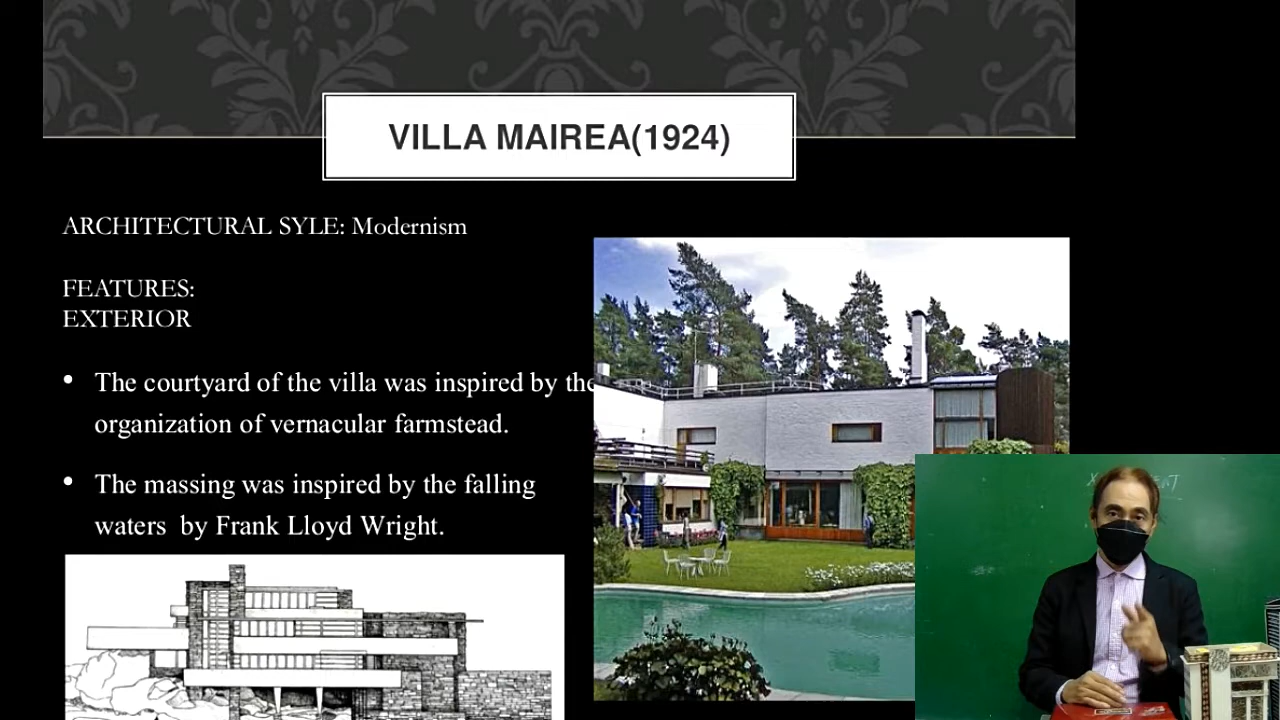 VILLA MAIREA(1924)
ARCHITECTURAL SYLE: Modernism
FEATURES:
EXTERIOR
• The courtyard of the villa was inspired by the
organization of vernacular farmstead.
• The massing was inspired by the falling
waters by Frank Lloyd Wright.